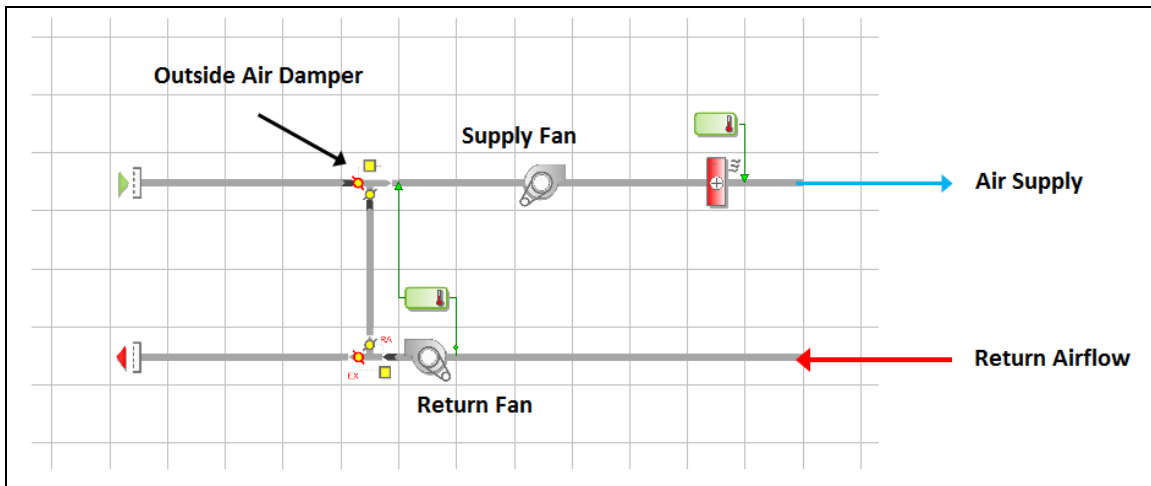 Outside Air Damper
Supply Fan
Air Supply
RA
Return Airflow
EX
Return Fan